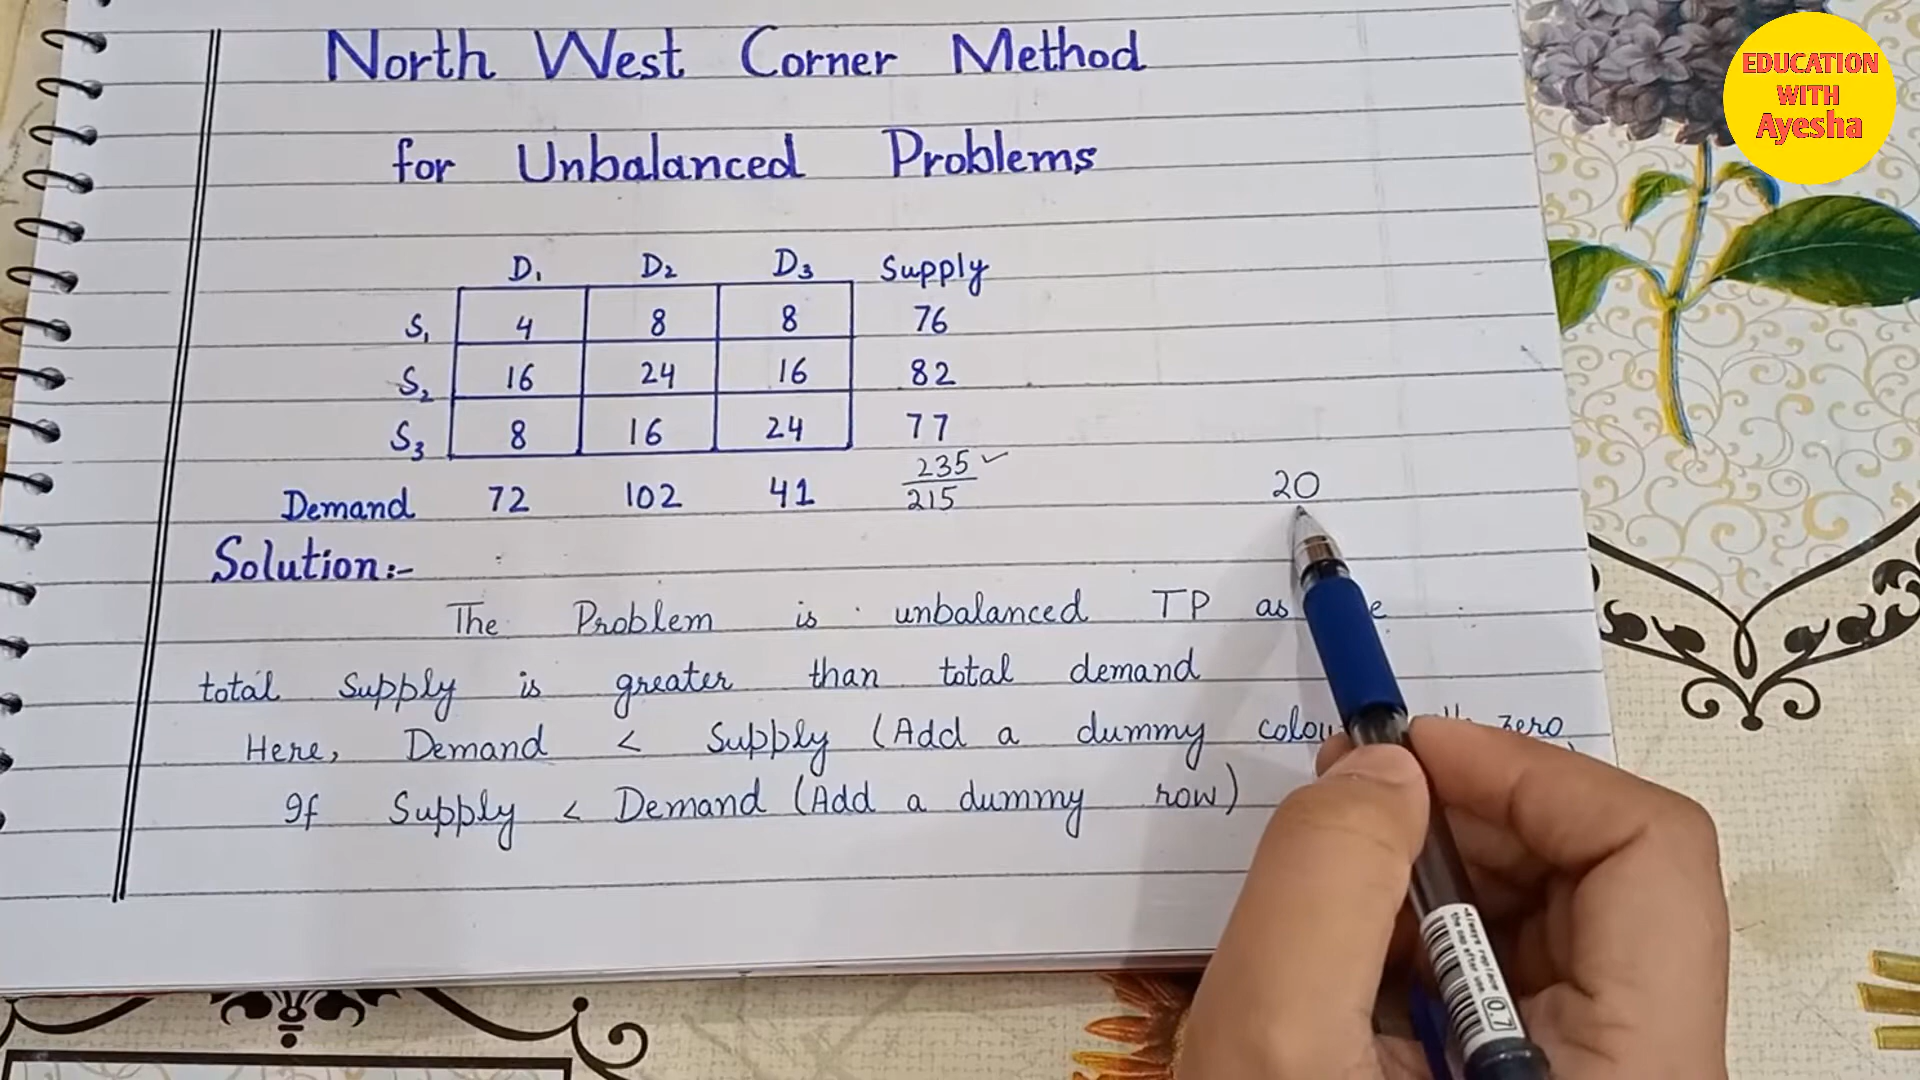 North West Corner Method
for Unbalanced Problems
EDUCATION
WITH
Ayesha
D₁ D₂ D₃ Supply
S₁ 4 8 8 76
S₂ 16 24 16 82
S₃ 8 16 24 77
235 ✓
Demand 72 102 41 215
20
Solution:-
The Problem is unbalanced TP as
total supply is greater than total demand
Here, Demand < Supply (Add a dummy zero
If Supply < Demand (Add a dummy row)
0.7